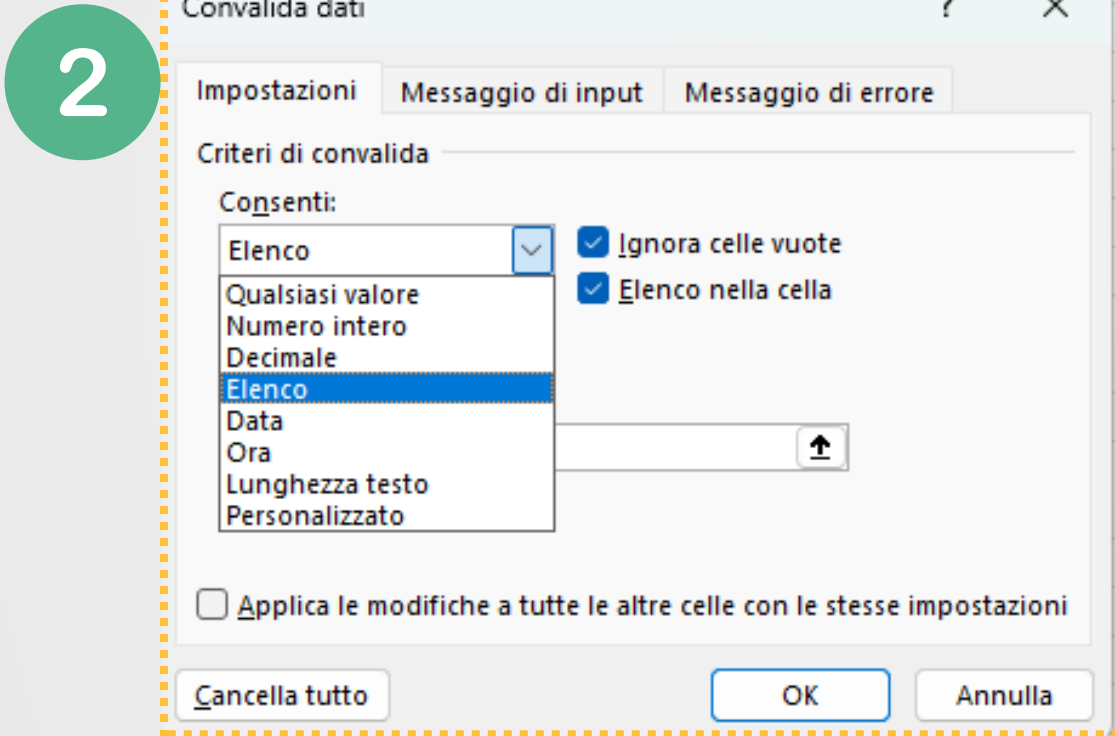 2
Convalida dati ? ×
Impostazioni Messaggio di input Messaggio di errore
Criteri di convalida
Consenti:
Elenco
Ignora celle vuote
Elenco nella cella
Qualsiasi valore
Numero intero
Decimale
Elenco
Data
Ora
Lunghezza testo
Personalizzato
Applica le modifiche a tutte le altre celle con le stesse impostazioni
Cancella tutto OK Annulla